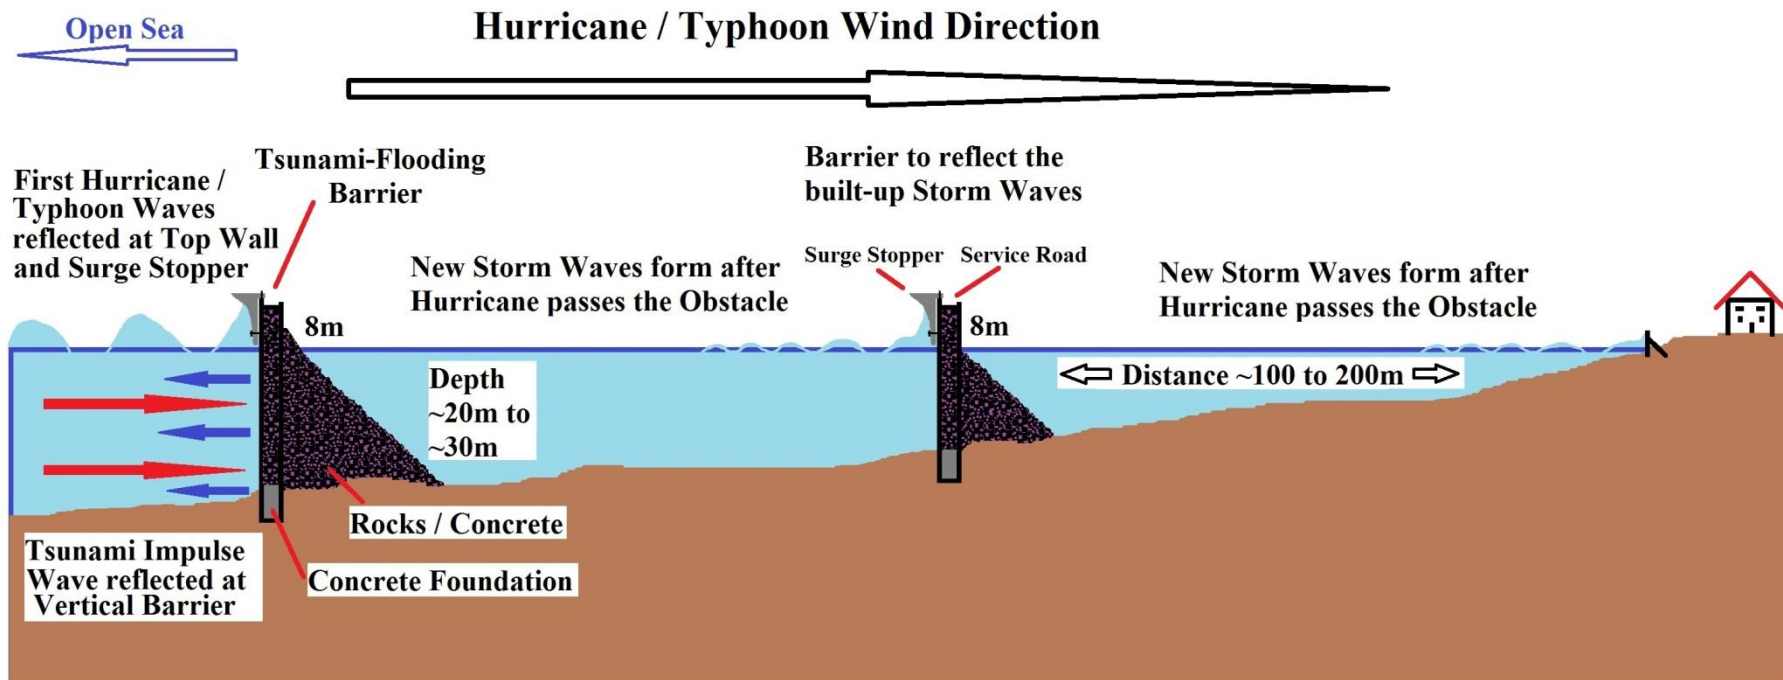 Open Sea
Hurricane / Typhoon Wind Direction
First Hurricane /
Typhoon Waves
reflected at Top Wall
and Surge Stopper
Tsunami-Flooding
Barrier
Barrier to reflect the
built-up Storm Waves
New Storm Waves form after
Hurricane passes the Obstacle
Surge Stopper
Service Road
New Storm Waves form after
Hurricane passes the Obstacle
8m
8m
Depth
~20m to
~30m
Distance ~100 to 200m
Rocks / Concrete
Tsunami Impulse
Wave reflected at
Vertical Barrier
Concrete Foundation